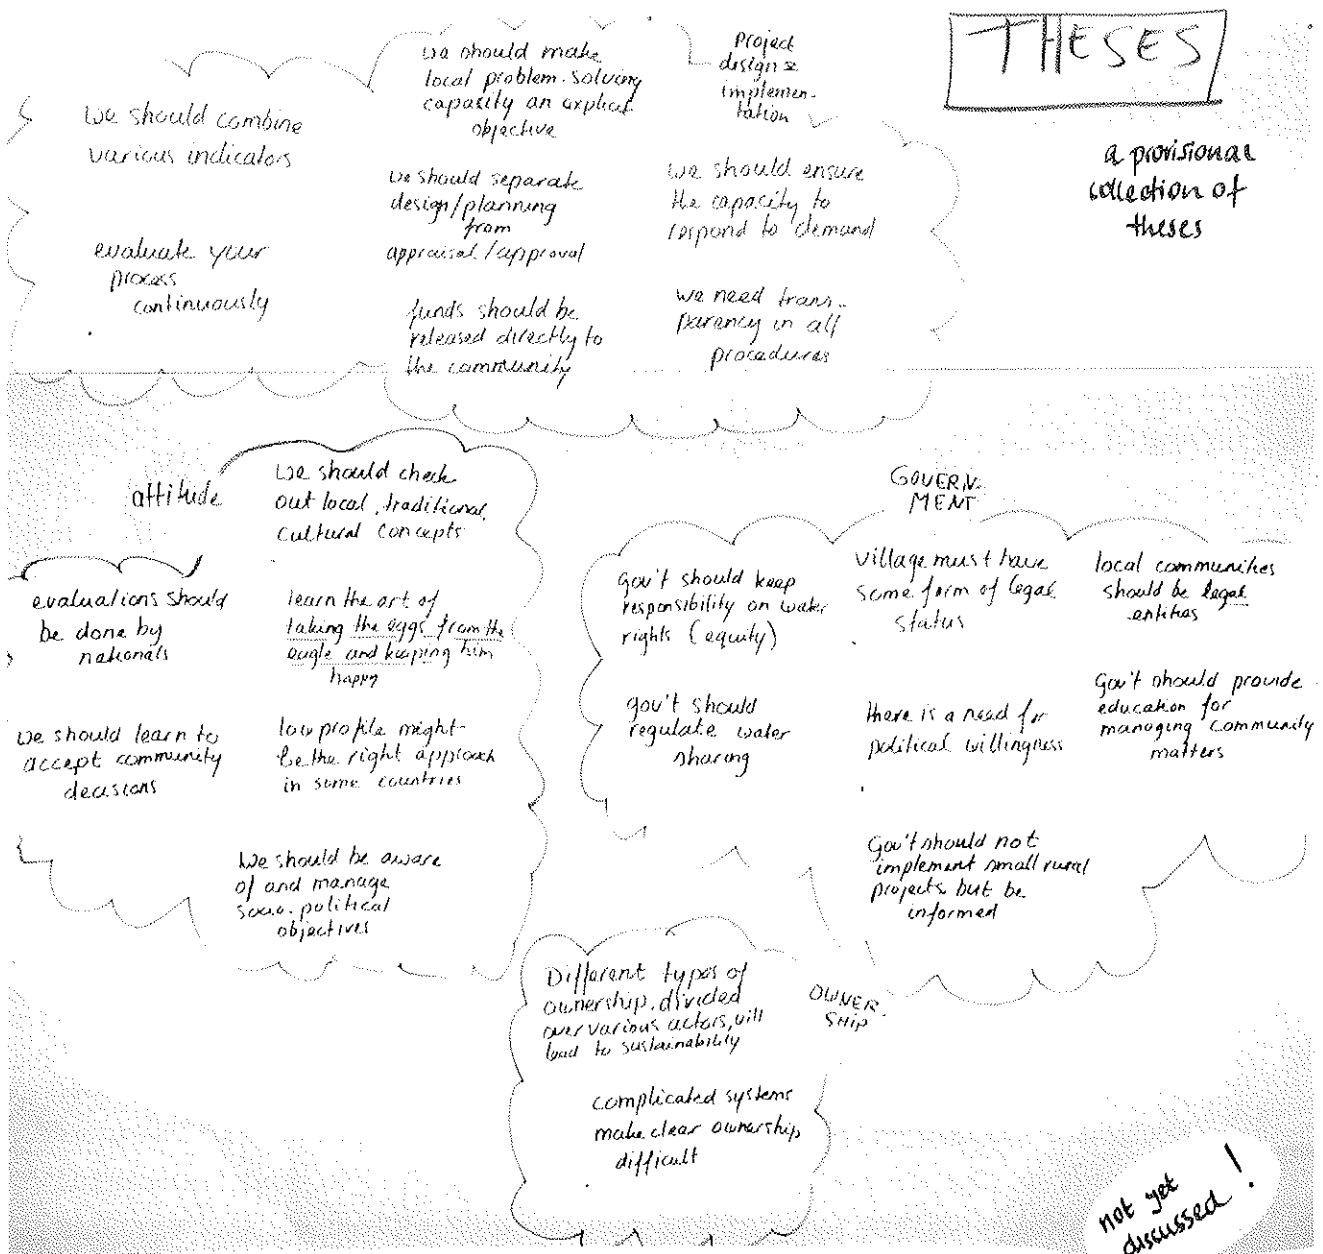 THESES
a provisional
collection of
theses
Project
design &
implemen-
tation
we should combine
various indicators
evaluate your
process
continuously
we should make
local problem-solving
capacity an explicit
objective
we should separate
design/planning
from
appraisal/approval
funds should be
released directly to
the community
we should ensure
the capacity to
respond to demand
we need trans-
parency in all
procedures
attitude
we should check
out local, traditional,
cultural concepts
evaluations should
be done by
nationals
learn the art of
taking the eggs from the
eagle and keeping him
happy
we should learn to
accept community
decisions
low profile might
be the right approach
in some countries
We should be aware
of and manage
socio-political
objectives
GOVERN-
MENT
gov't should keep
responsibility on water
rights (equity)
village must have
some form of legal
status
local communities
should be legal
entities
gov't should
regulate water
sharing
there is a need for
political willingness
Gov't should provide
education for
managing community
matters
Gov't should not
implement small rural
projects but be
informed
OWNER-
SHIP
Different types of
ownership, divided
over various actors, will
lead to sustainability
complicated systems
make clear ownership
difficult
not yet
discussed!